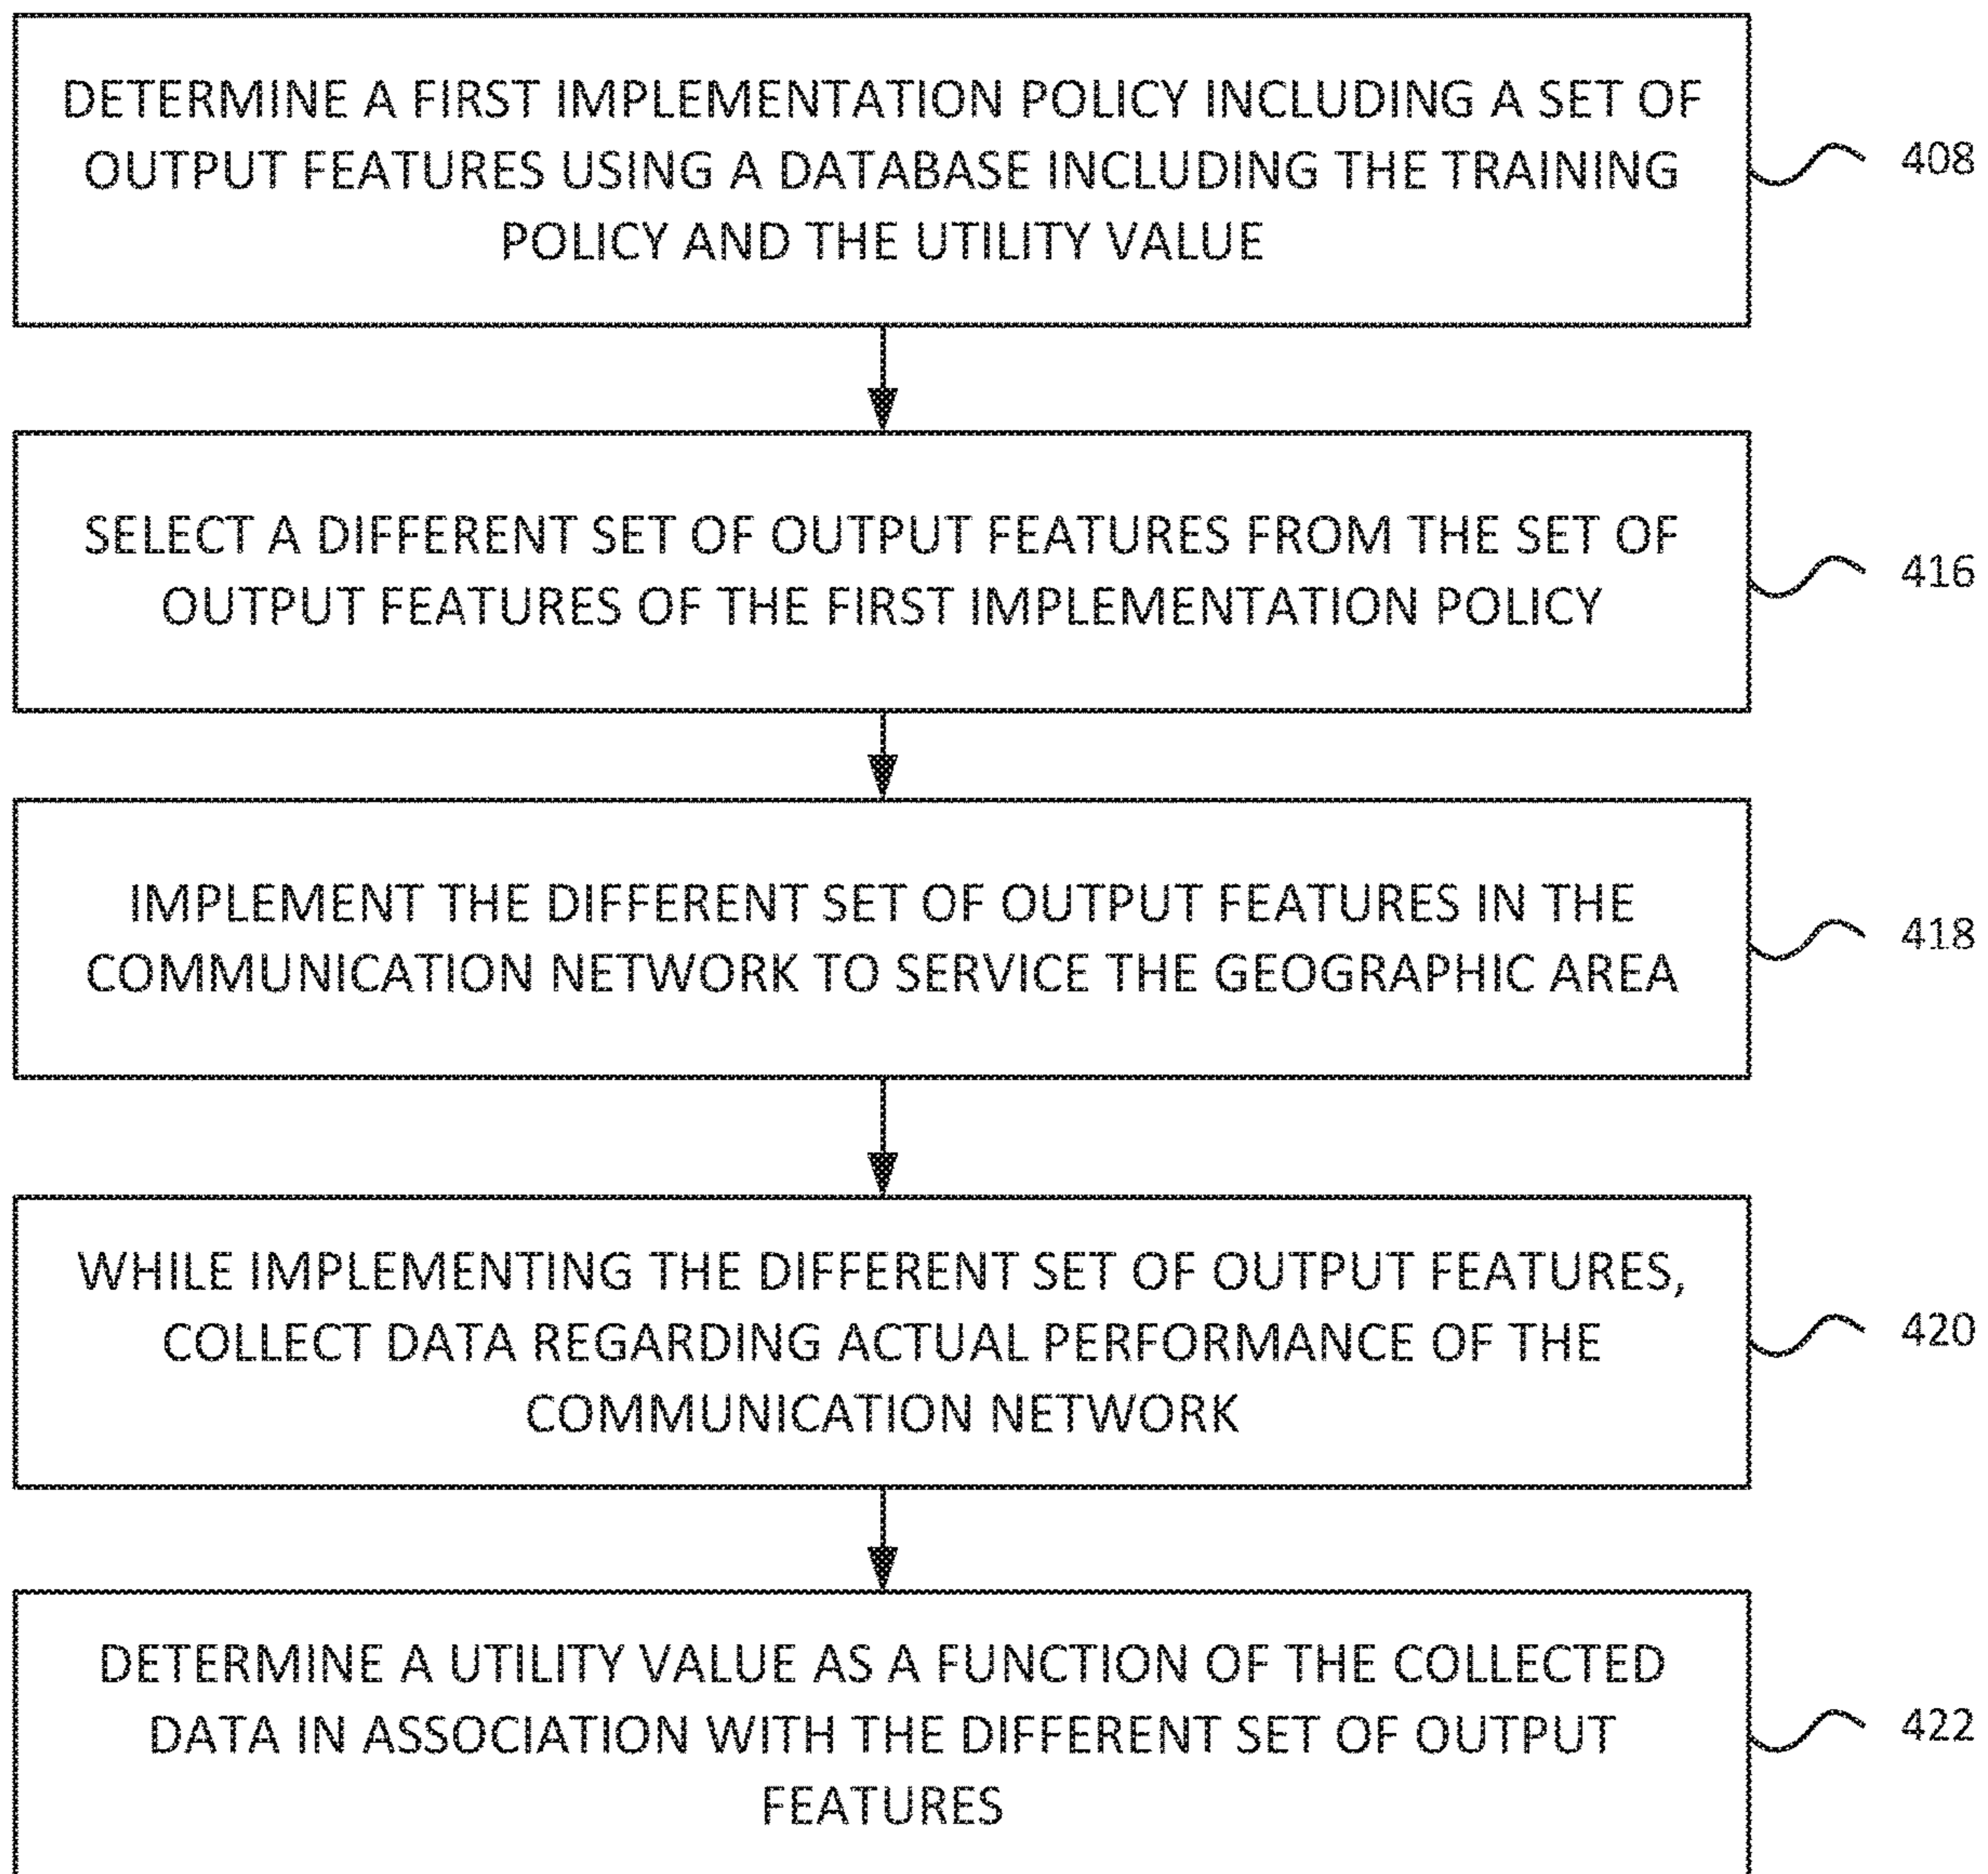 DETERMINE A FIRST IMPLEMENTATION POLICY INCLUDING A SET OF
OUTPUT FEATURES USING A DATABASE INCLUDING THE TRAINING
POLICY AND THE UTILITY VALUE
408
SELECT A DIFFERENT SET OF OUTPUT FEATURES FROM THE SET OF
OUTPUT FEATURES OF THE FIRST IMPLEMENTATION POLICY
416
IMPLEMENT THE DIFFERENT SET OF OUTPUT FEATURES IN THE
COMMUNICATION NETWORK TO SERVICE THE GEOGRAPHIC AREA
418
WHILE IMPLEMENTING THE DIFFERENT SET OF OUTPUT FEATURES,
COLLECT DATA REGARDING ACTUAL PERFORMANCE OF THE
COMMUNICATION NETWORK
420
DETERMINE A UTILITY VALUE AS A FUNCTION OF THE COLLECTED
DATA IN ASSOCIATION WITH THE DIFFERENT SET OF OUTPUT
FEATURES
422